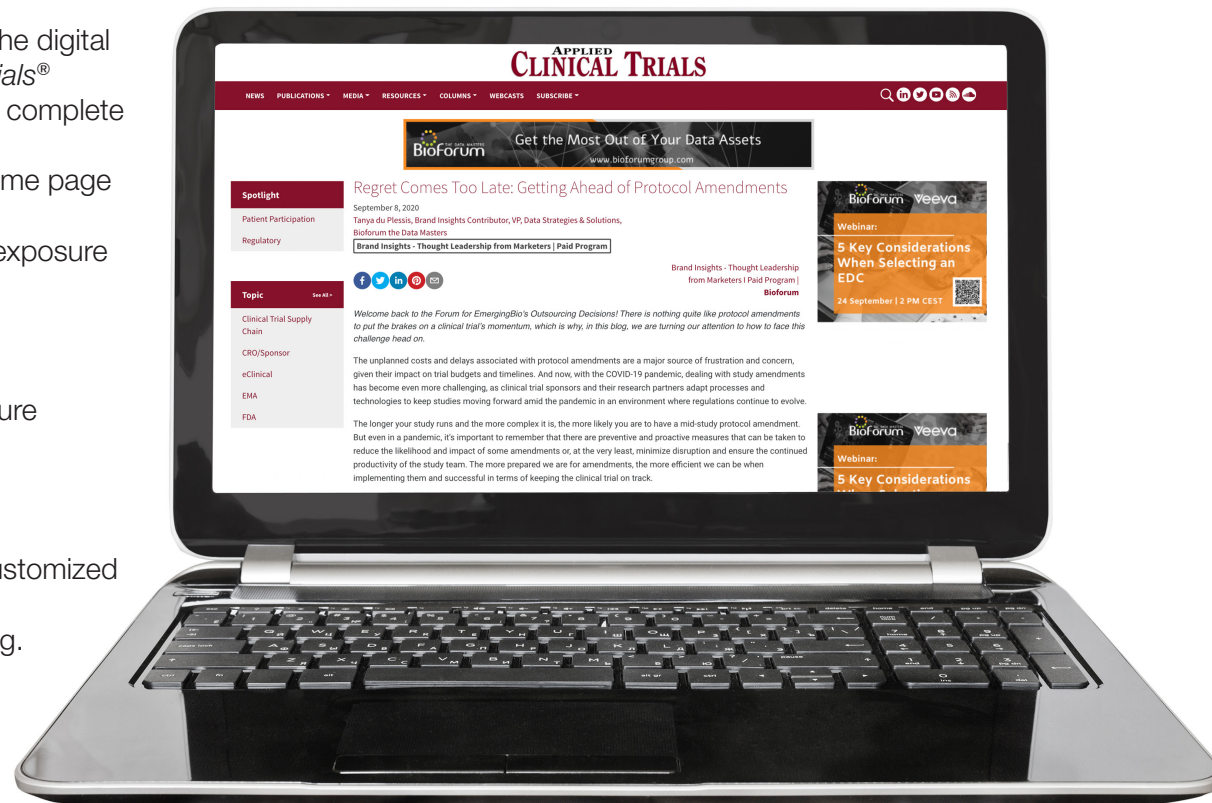 he digital
ials®
complete
me page
exposure
ure
ustomized
g.
APPLIED
CLINICAL TRIALS
NEWS PUBLICATIONS MEDIA RESOURCES COLUMNS WEBCASTS SUBSCRIBE
BIOFORUM THE DATA MASTERS
Get the Most Out of Your Data Assets
www.bioforumgroup.com
Spotlight
Patient Participation
Regulatory
Topic See All >
Clinical Trial Supply
Chain
CRO/Sponsor
eClinical
EMA
FDA
Regret Comes Too Late: Getting Ahead of Protocol Amendments
September 8, 2020
Tanya du Plessis, Brand Insights Contributor, VP, Data Strategies & Solutions,
Bioforum the Data Masters
Brand Insights - Thought Leadership from Marketers | Paid Program
Brand Insights - Thought Leadership
from Marketers I Paid Program |
Bioforum
Welcome back to the Forum for EmergingBio's Outsourcing Decisions! There is nothing quite like protocol amendments
to put the brakes on a clinical trial's momentum, which is why, in this blog, we are turning our attention to how to face this
challenge head on.
The unplanned costs and delays associated with protocol amendments are a major source of frustration and concern,
given their impact on trial budgets and timelines. And now, with the COVID-19 pandemic, dealing with study amendments
has become even more challenging, as clinical trial sponsors and their research partners adapt processes and
technologies to keep studies moving forward amid the pandemic in an environment where regulations continue to evolve.
The longer your study runs and the more complex it is, the more likely you are to have a mid-study protocol amendment.
But even in a pandemic, it's important to remember that there are preventive and proactive measures that can be taken to
reduce the likelihood and impact of some amendments or, at the very least, minimize disruption and ensure the continued
productivity of the study team. The more prepared we are for amendments, the more efficient we can be when
implementing them and successful in terms of keeping the clinical trial on track.
BIOFORUM Veeva
Webinar:
5 Key Considerations
When Selecting an
EDC
24 September | 2 PM CEST
BIOFORUM Veeva
Webinar:
5 Key Considerations